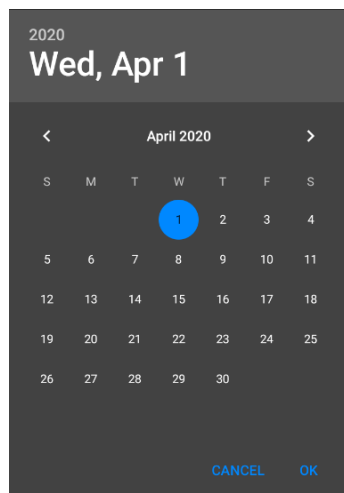 2020
Wed, Apr 1
April 2020
S M T W T F S
1 2 3 4
5 6 7 8 9 10 11
12 13 14 15 16 17 18
19 20 21 22 23 24 25
26 27 28 29 30
CANCEL OK